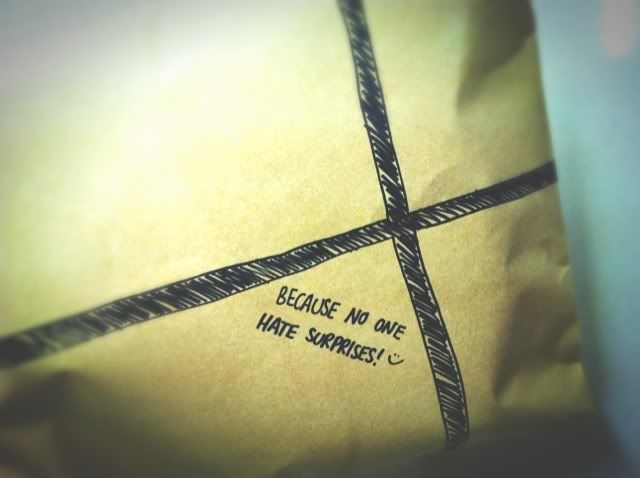 BECAUSE NO ONE
HATE SURPRISES! :)